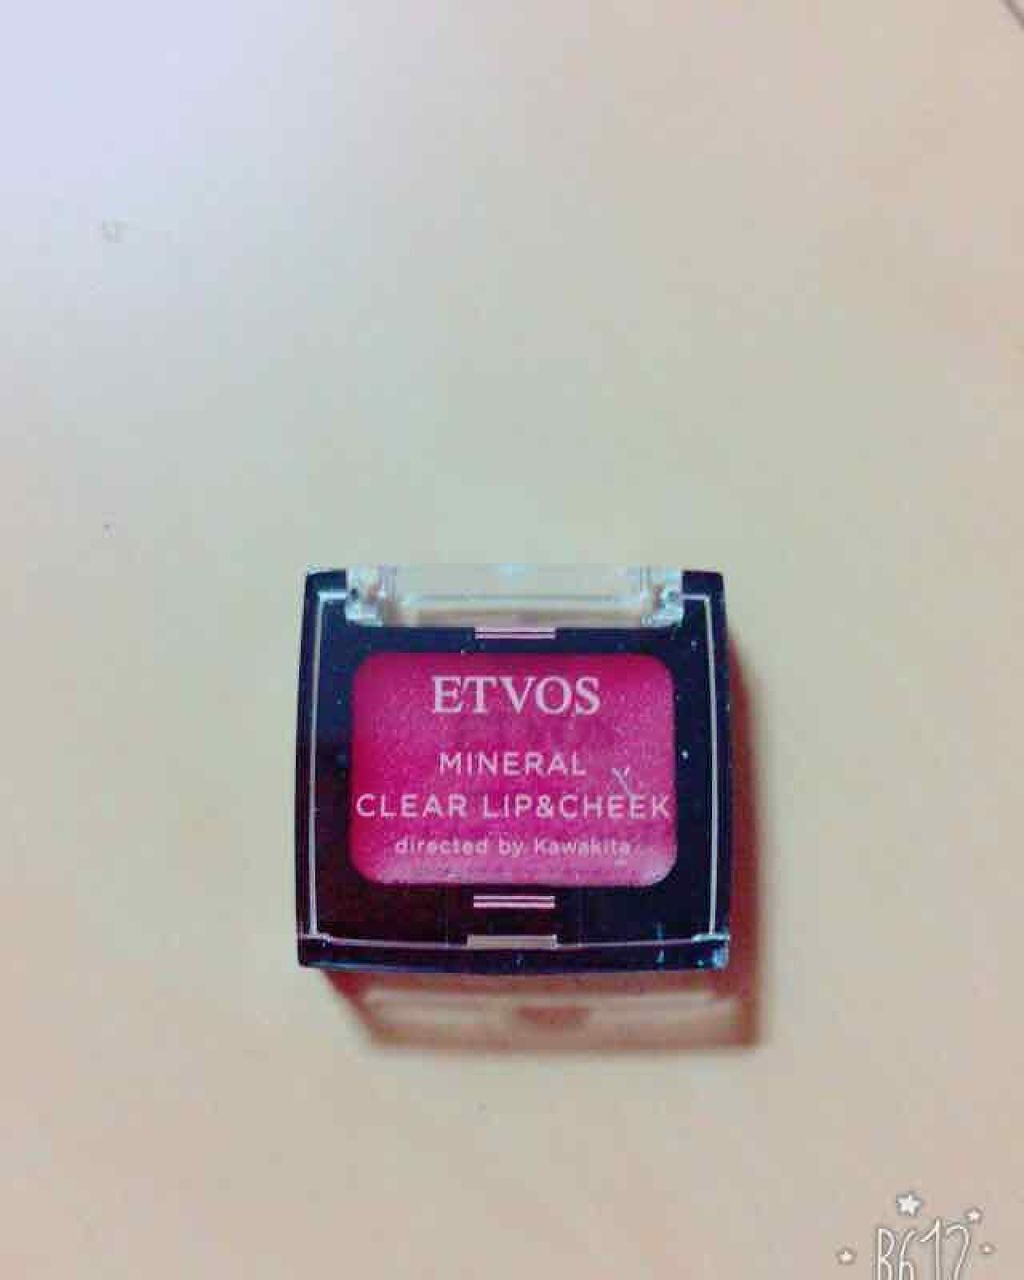 ETVOS
MINERAL
CLEAR LIP&CHEEK
directed by Kawakita
B612